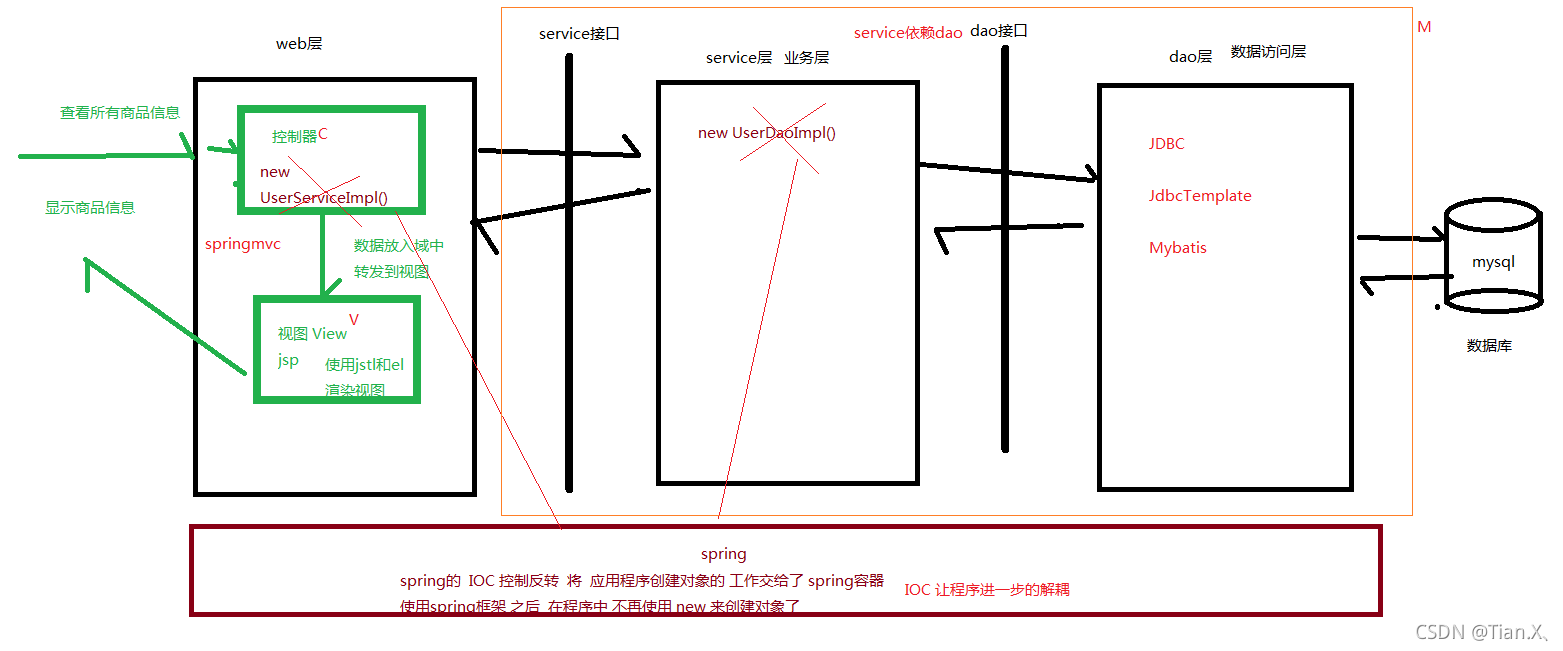 web层
service接口
service依赖dao
dao接口
M
service层 业务层
dao层
数据访问层
查看所有商品信息
控制器C
new
UserServiceImpl()
new UserDaoImpl()
JDBC
JdbcTemplate
Mybatis
显示商品信息
springmvc
数据放入域中
转发到视图
mysql
数据库
V
视图 View
jsp
使用jstl和el
渲染视图
spring
spring的 IOC 控制反转 将 应用程序创建对象的 工作交给了 spring容器
使用spring框架 之后 在程序中 不再使用 new 来创建对象了
IOC 让程序进一步的解耦
CSDN @Tian.X、